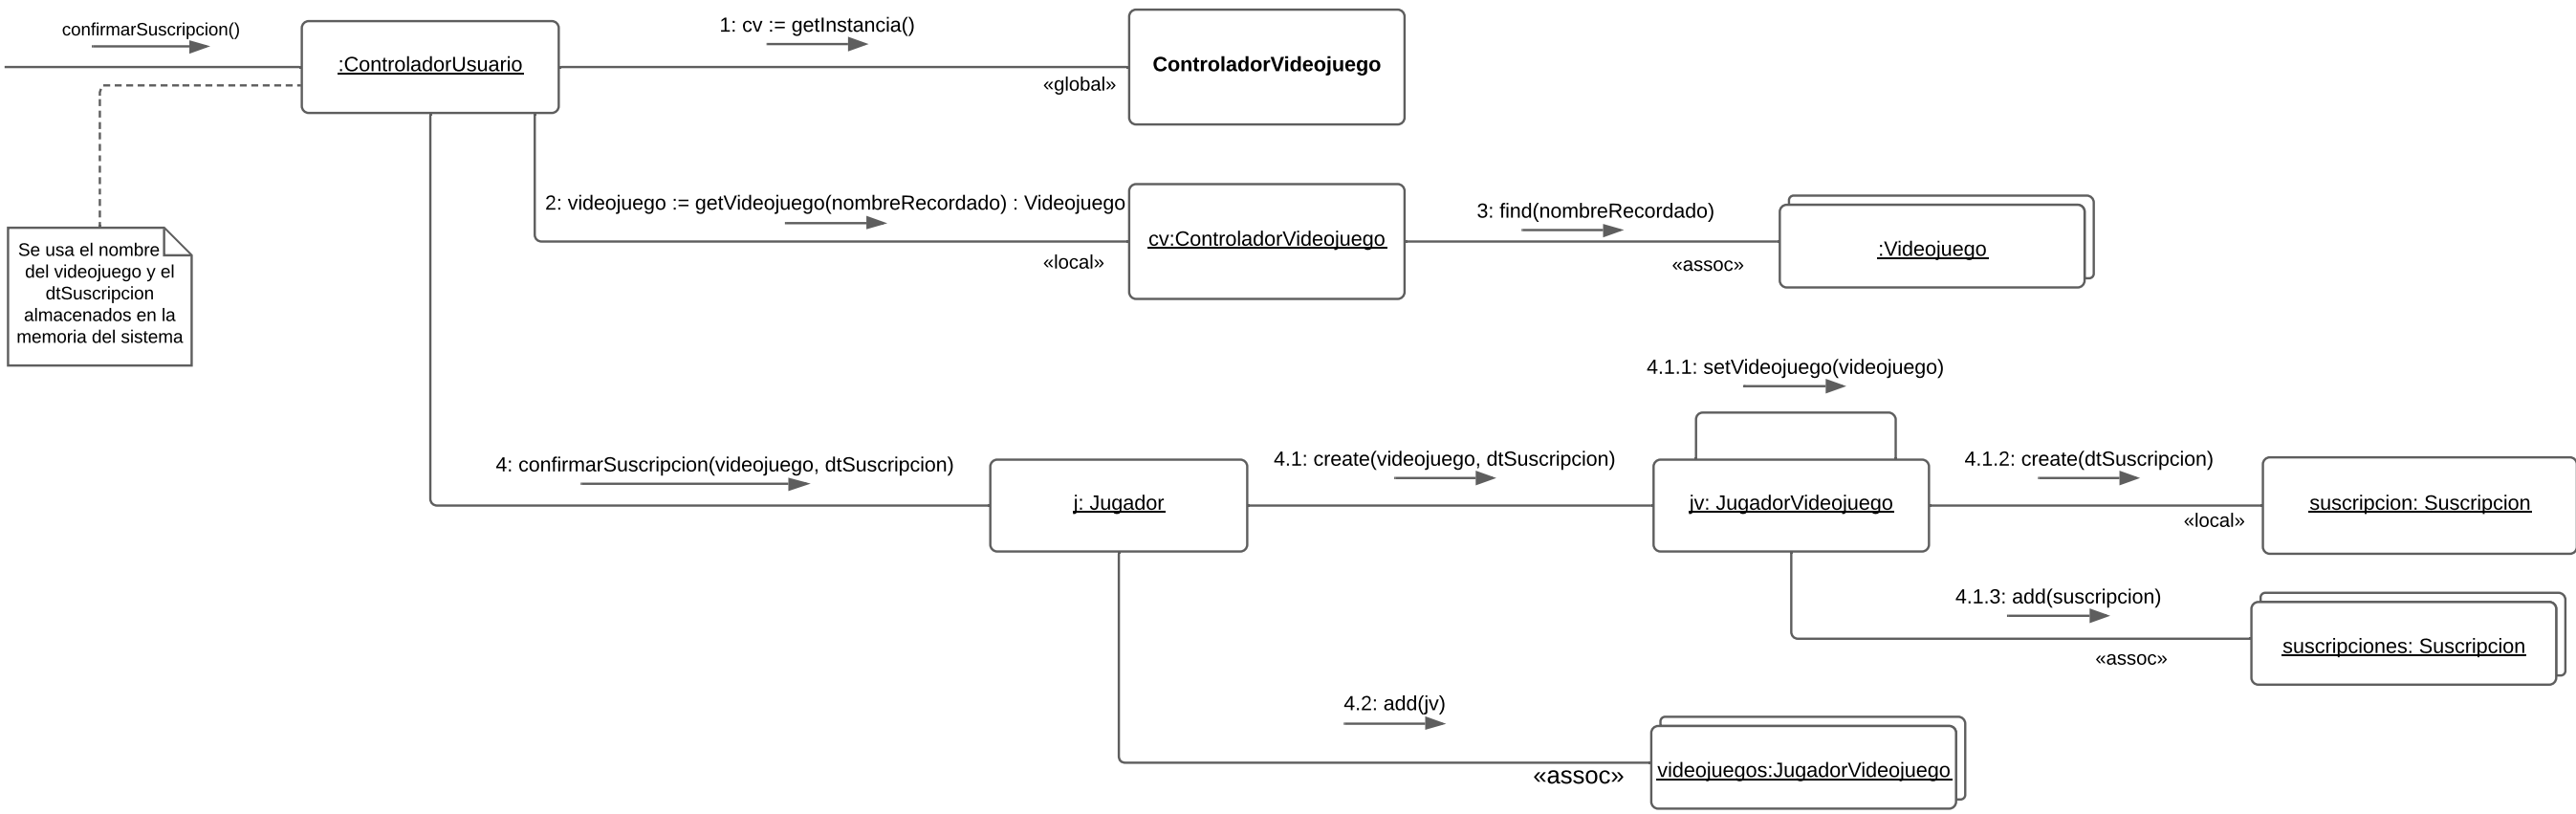 confirmarSuscripcion()
:ControladorUsuario
1: cv := getInstancia()
«global»
ControladorVideojuego
2: videojuego := getVideojuego(nombreRecordado) : Videojuego
«local»
cv:ControladorVideojuego
3: find(nombreRecordado)
«assoc»
:Videojuego
Se usa el nombre
del videojuego y el
dtSuscripcion
almacenados en la
memoria del sistema
4: confirmarSuscripcion(videojuego, dtSuscripcion)
j: Jugador
4.1: create(videojuego, dtSuscripcion)
4.1.1: setVideojuego(videojuego)
jv: JugadorVideojuego
4.1.2: create(dtSuscripcion)
«local»
suscripcion: Suscripcion
4.1.3: add(suscripcion)
«assoc»
suscripciones: Suscripcion
4.2: add(jv)
«assoc»
videojuegos:JugadorVideojuego